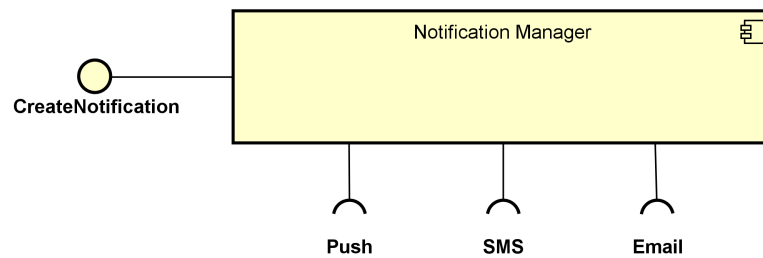 Notification Manager
CreateNotification
Push
SMS
Email